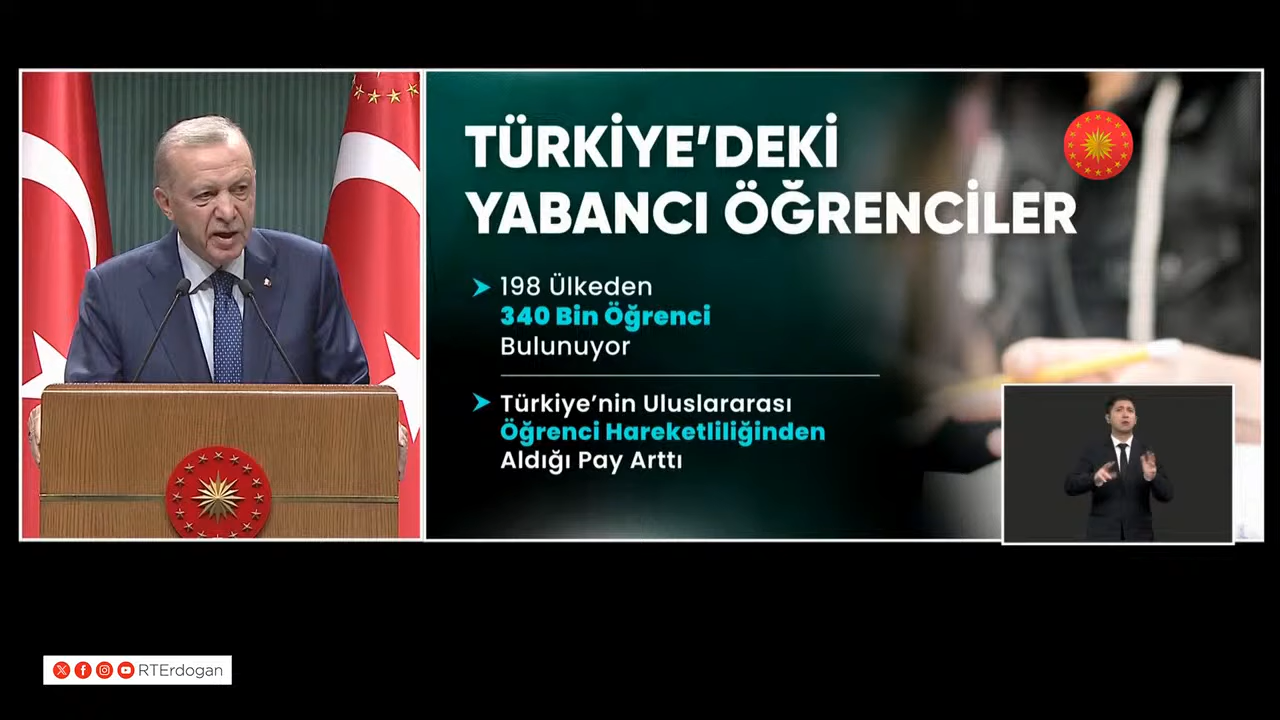 TÜRKİYE'DEKİ
YABANCI ÖĞRENCİLER
198 Ülkeden
340 Bin Öğrenci
Bulunuyor
Türkiye'nin Uluslararası
Öğrenci Hareketliliğinden
Aldığı Pay Arttı
RTErdogan